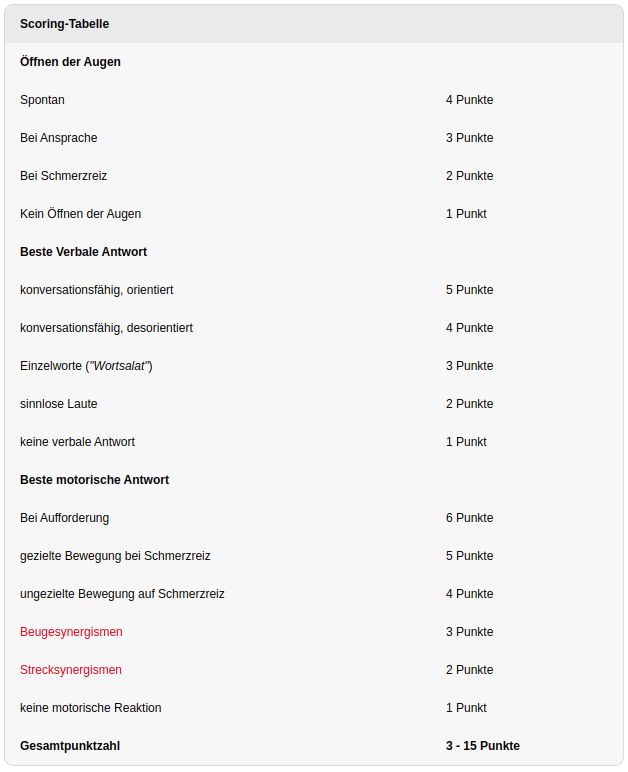 Scoring-Tabelle
Öffnen der Augen
Spontan 4 Punkte
Bei Ansprache 3 Punkte
Bei Schmerzreiz 2 Punkte
Kein Öffnen der Augen 1 Punkt
Beste Verbale Antwort
konversationsfähig, orientiert 5 Punkte
konversationsfähig, desorientiert 4 Punkte
Einzelworte ("Wortsalat") 3 Punkte
sinnlose Laute 2 Punkte
keine verbale Antwort 1 Punkt
Beste motorische Antwort
Bei Aufforderung 6 Punkte
gezielte Bewegung bei Schmerzreiz 5 Punkte
ungezielte Bewegung auf Schmerzreiz 4 Punkte
Beugesynergismen 3 Punkte
Strecksynergismen 2 Punkte
keine motorische Reaktion 1 Punkt
Gesamtpunktzahl 3 - 15 Punkte